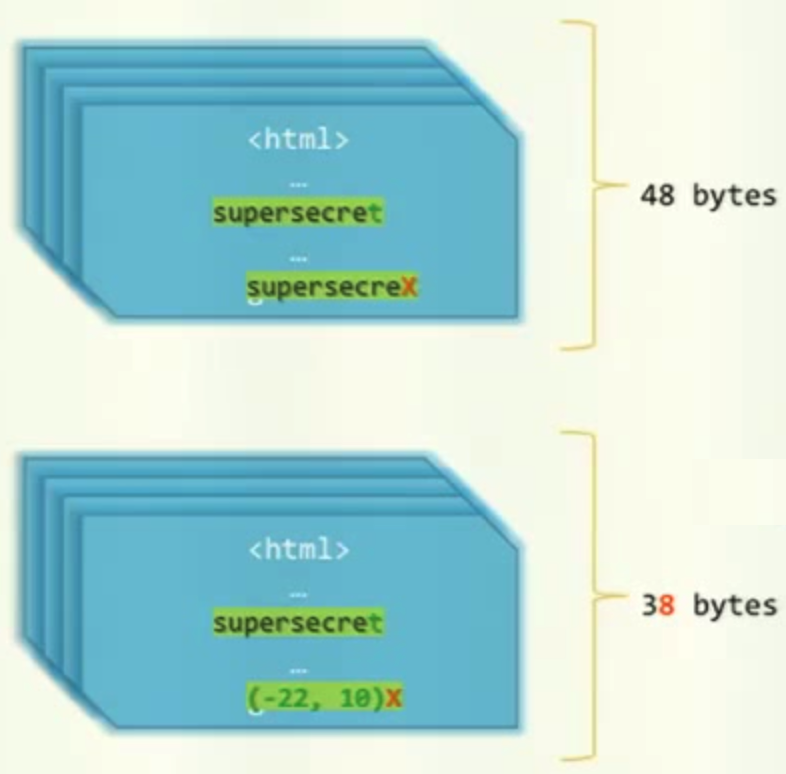 <html>
…
supersecret
…
supersecreX
48 bytes
<html>
…
supersecret
…
(-22, 10)X
38 bytes